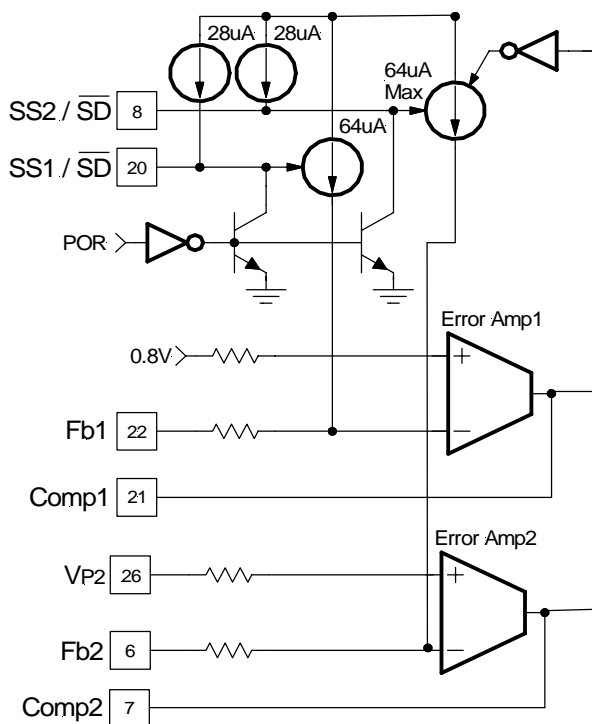 28uA 28uA
64uA
Max
SS2 / SD 8
64uA
SS1 / SD 20
POR
Error Amp1
0.8V
+
Fb1 22
−
Comp1 21
Error Amp2
VP2 26
+
Fb2 6
−
Comp2 7